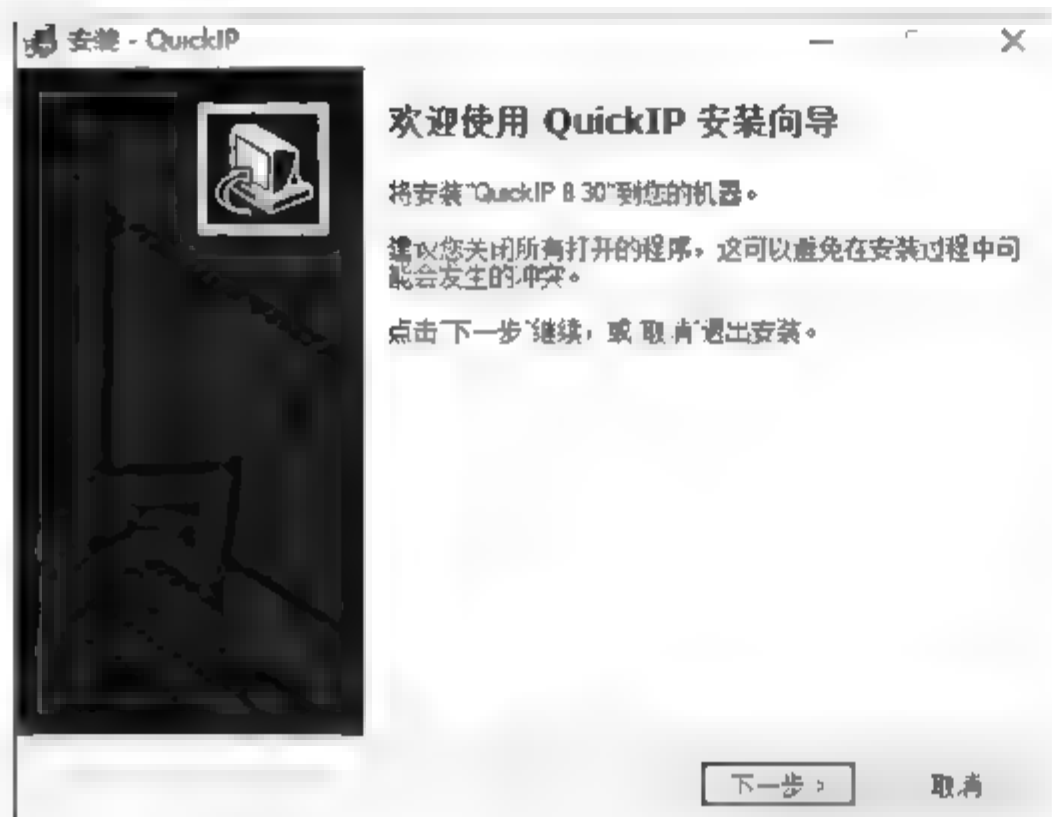 安装 - QuickIP
欢迎使用 QuickIP 安装向导
将安装"QuickIP 8.30"到您的机器。
建议您关闭所有打开的程序，这可以避免在安装过程中可
能会发生的冲突。
点击"下一步"继续，或"取消"退出安装。
下一步 >
取消